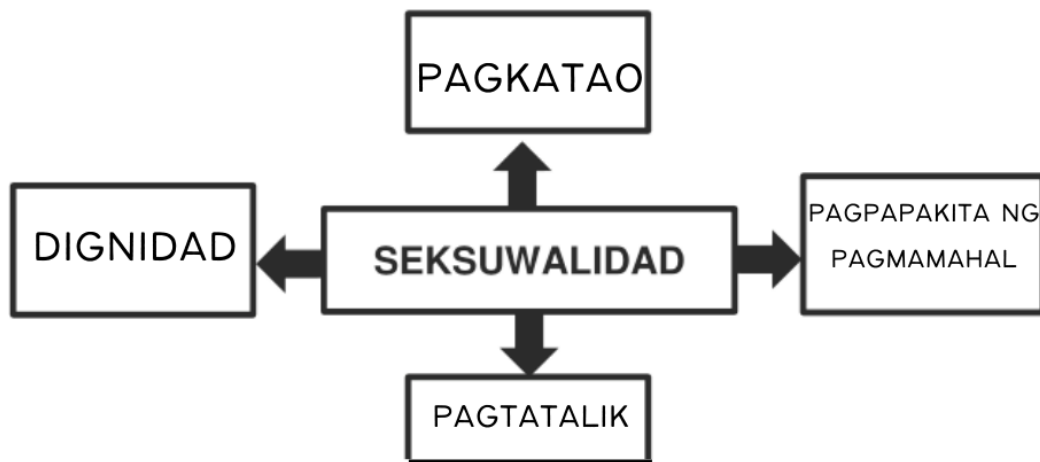 PAGKATAO
DIGNIDAD
SEKSUWALIDAD
PAGPAPAKITA NG
PAGMAMAHAL
PAGTATALIK